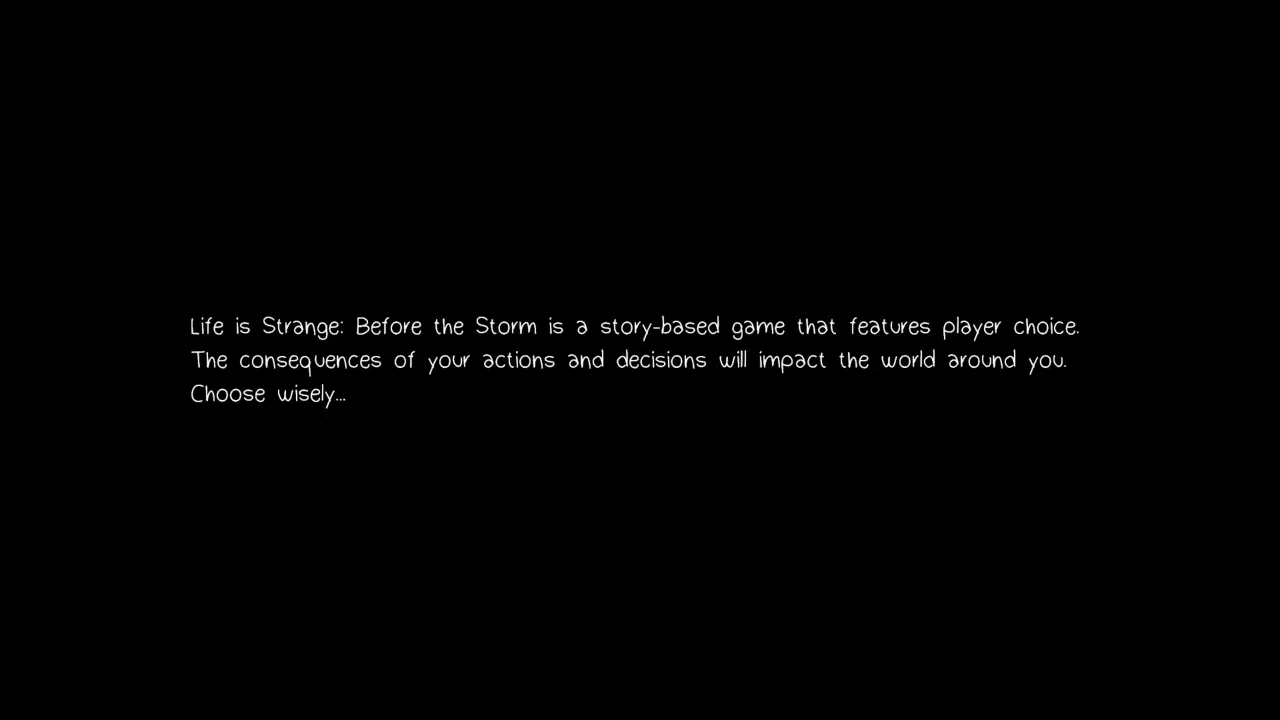 Life is Strange: Before the Storm is a story-based game that features player choice.
The consequences of your actions and decisions will impact the world around you.
Choose wisely...